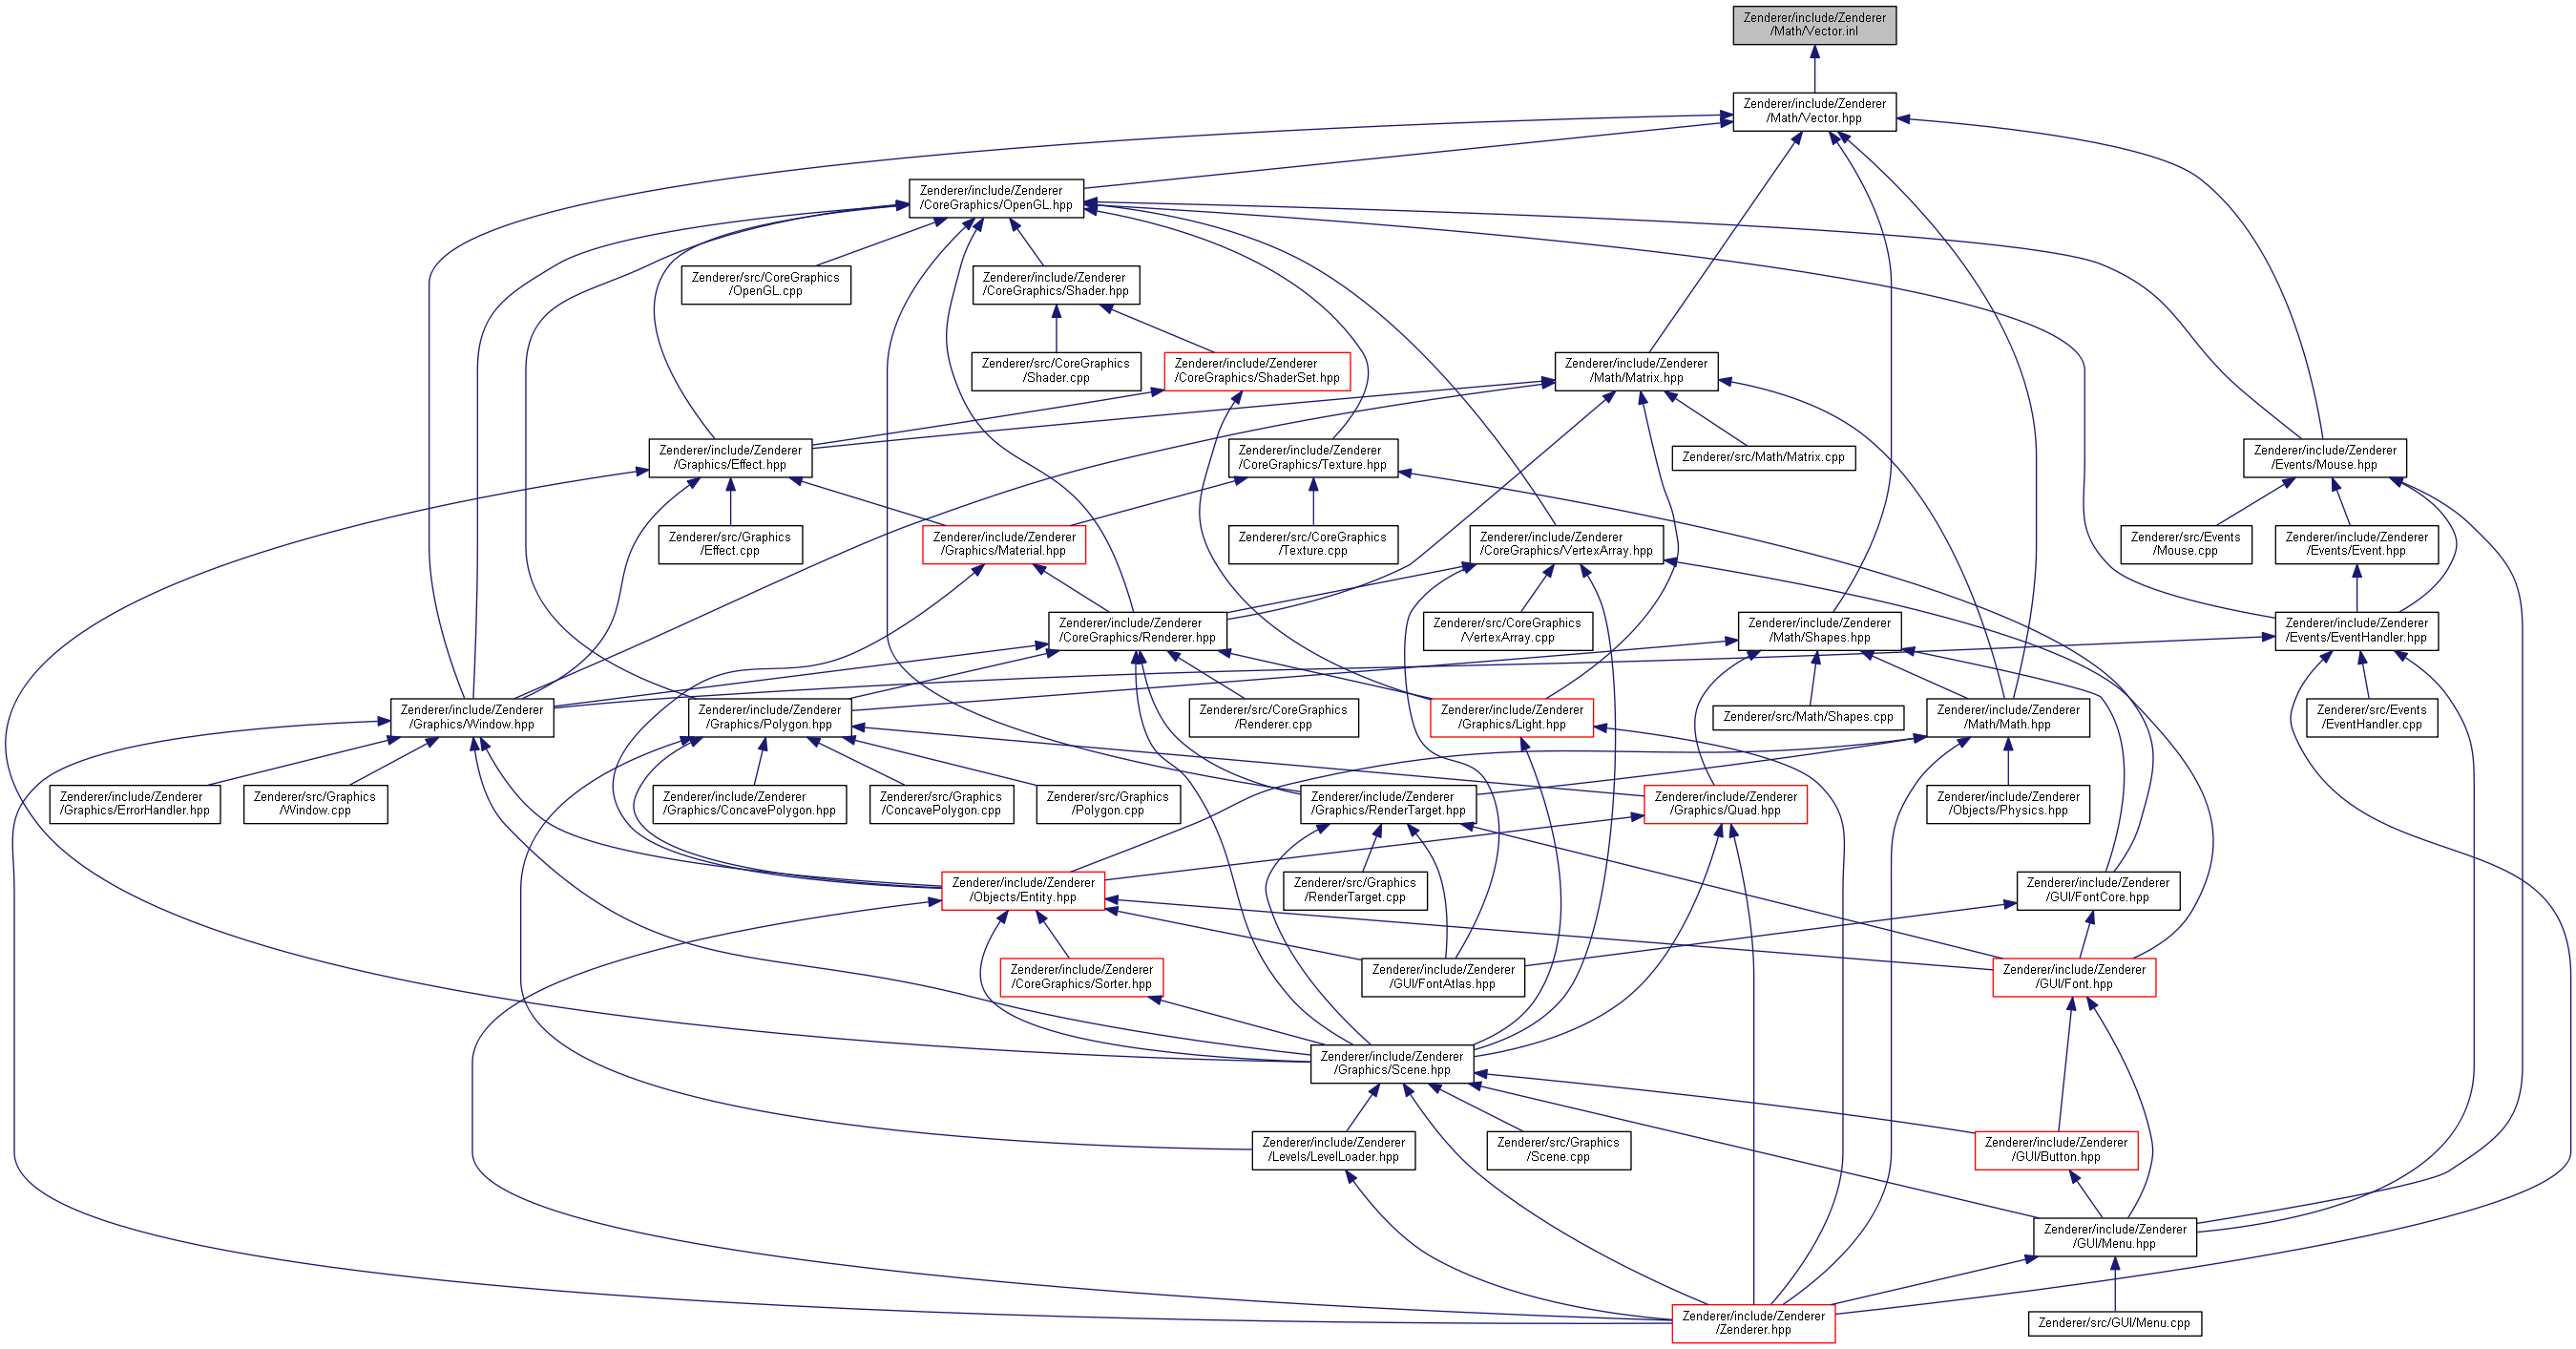 Zenderer/include/Zenderer
/Math/Vector.inl
Zenderer/include/Zenderer
/Math/Vector.hpp
Zenderer/include/Zenderer
/CoreGraphics/OpenGL.hpp
Zenderer/src/CoreGraphics
/OpenGL.cpp
Zenderer/include/Zenderer
/CoreGraphics/Shader.hpp
Zenderer/src/CoreGraphics
/Shader.cpp
Zenderer/include/Zenderer
/CoreGraphics/ShaderSet.hpp
Zenderer/include/Zenderer
/Math/Matrix.hpp
Zenderer/include/Zenderer
/Graphics/Effect.hpp
Zenderer/include/Zenderer
/CoreGraphics/Texture.hpp
Zenderer/src/Math/Matrix.cpp
Zenderer/include/Zenderer
/Events/Mouse.hpp
Zenderer/src/Graphics
/Effect.cpp
Zenderer/include/Zenderer
/Graphics/Material.hpp
Zenderer/src/CoreGraphics
/Texture.cpp
Zenderer/include/Zenderer
/CoreGraphics/VertexArray.hpp
Zenderer/src/Events
/Mouse.cpp
Zenderer/include/Zenderer
/Events/Event.hpp
Zenderer/include/Zenderer
/CoreGraphics/Renderer.hpp
Zenderer/src/CoreGraphics
/VertexArray.cpp
Zenderer/include/Zenderer
/Math/Shapes.hpp
Zenderer/include/Zenderer
/Events/EventHandler.hpp
Zenderer/include/Zenderer
/Graphics/Window.hpp
Zenderer/include/Zenderer
/Graphics/Polygon.hpp
Zenderer/src/CoreGraphics
/Renderer.cpp
Zenderer/include/Zenderer
/Graphics/Light.hpp
Zenderer/src/Math/Shapes.cpp
Zenderer/include/Zenderer
/Math/Math.hpp
Zenderer/src/Events
/EventHandler.cpp
Zenderer/include/Zenderer
/Graphics/ErrorHandler.hpp
Zenderer/src/Graphics
/Window.cpp
Zenderer/include/Zenderer
/Graphics/ConcavePolygon.hpp
Zenderer/src/Graphics
/ConcavePolygon.cpp
Zenderer/src/Graphics
/Polygon.cpp
Zenderer/include/Zenderer
/Graphics/RenderTarget.hpp
Zenderer/include/Zenderer
/Graphics/Quad.hpp
Zenderer/include/Zenderer
/Objects/Physics.hpp
Zenderer/include/Zenderer
/Objects/Entity.hpp
Zenderer/src/Graphics
/RenderTarget.cpp
Zenderer/include/Zenderer
/GUI/FontCore.hpp
Zenderer/include/Zenderer
/CoreGraphics/Sorter.hpp
Zenderer/include/Zenderer
/GUI/FontAtlas.hpp
Zenderer/include/Zenderer
/GUI/Font.hpp
Zenderer/include/Zenderer
/Graphics/Scene.hpp
Zenderer/include/Zenderer
/Levels/LevelLoader.hpp
Zenderer/src/Graphics
/Scene.cpp
Zenderer/include/Zenderer
/GUI/Button.hpp
Zenderer/include/Zenderer
/GUI/Menu.hpp
Zenderer/include/Zenderer
/Zenderer.hpp
Zenderer/src/GUI/Menu.cpp